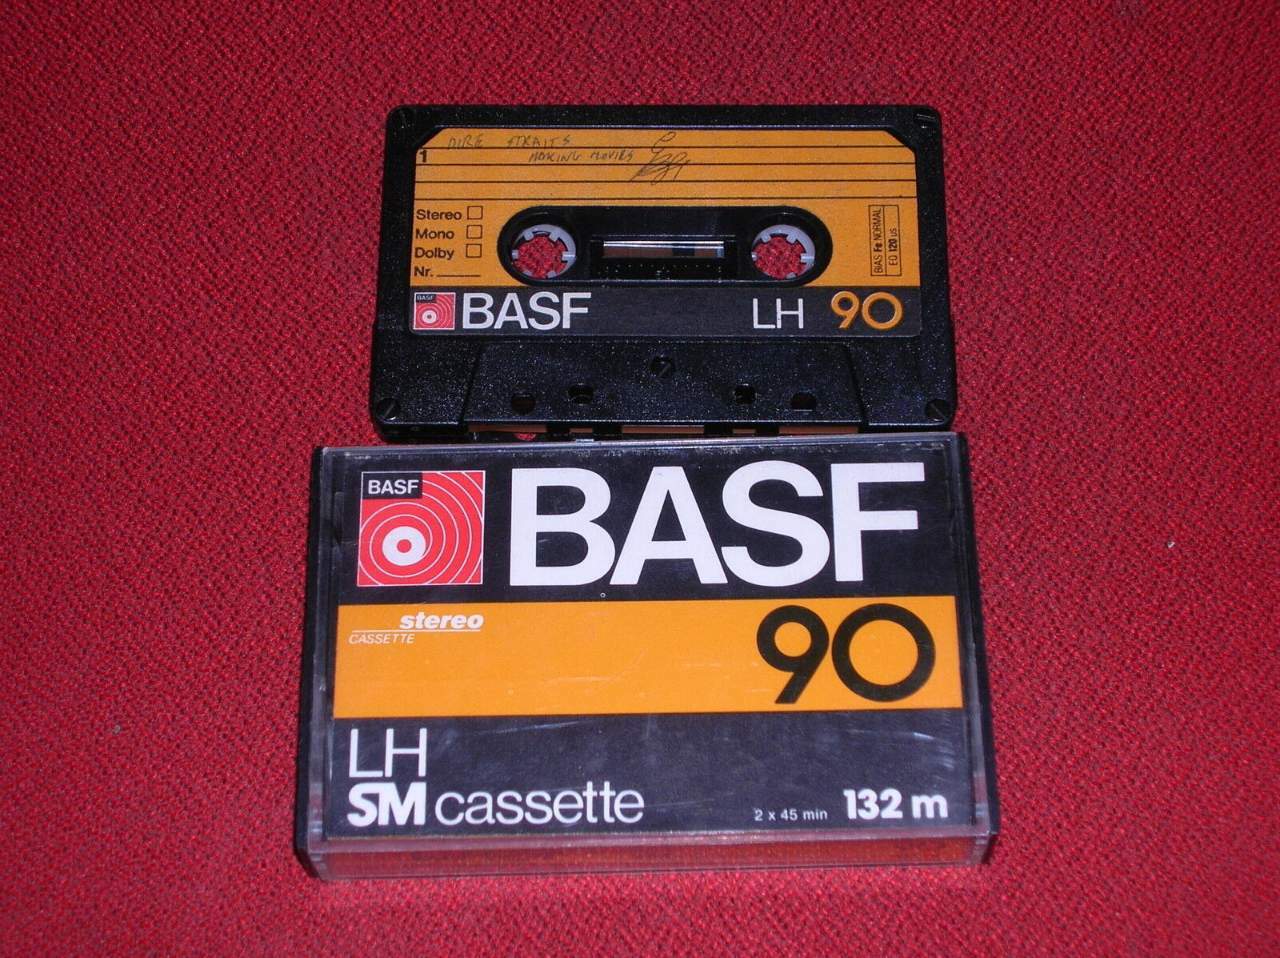 DIRE STRAITS
1
MAKING MOVIES
Stereo
Mono
Dolby
Nr.
BIAS Fe NORMAL
EQ 120 µs
BASF
BASF
LH 90
BASF
BASF
stereo
CASSETTE
90
LH
SM cassette
2 x 45 min 132 m